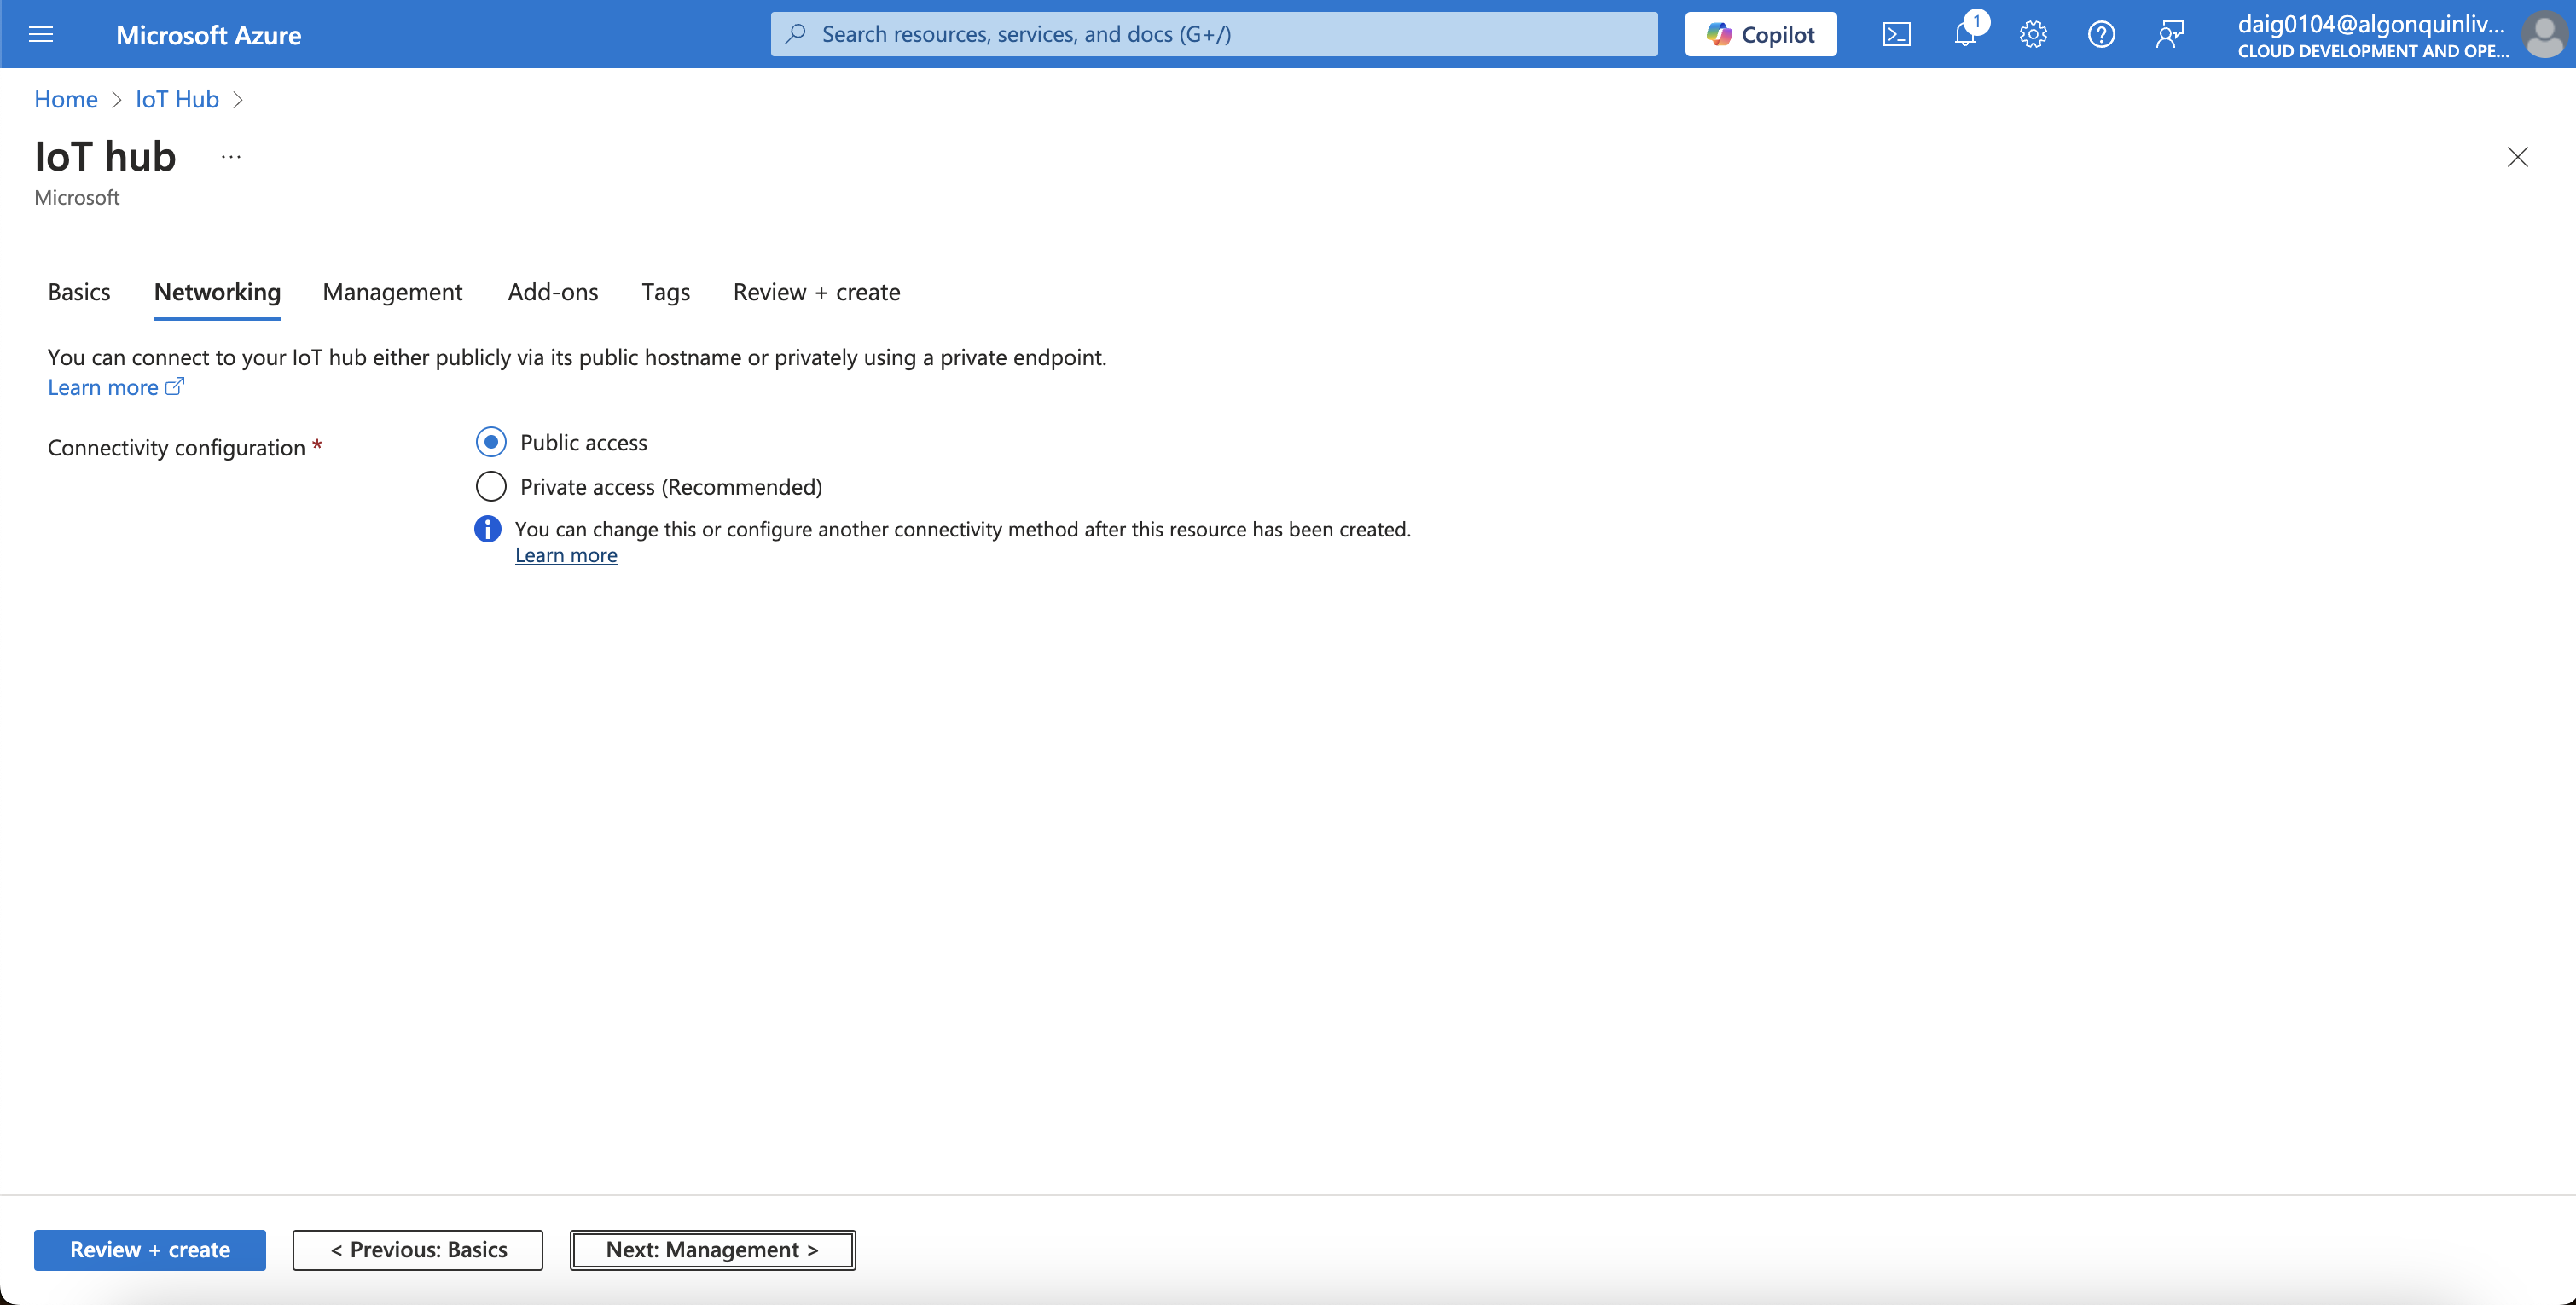 Microsoft Azure
Search resources, services, and docs (G+/)
Copilot
1
daig0104@algonquinliv...
CLOUD DEVELOPMENT AND OPE...
Home > IoT Hub >
IoT hub ...
Microsoft
Basics Networking Management Add-ons Tags Review + create
You can connect to your IoT hub either publicly via its public hostname or privately using a private endpoint.
Learn more
Connectivity configuration *
Public access
Private access (Recommended)
You can change this or configure another connectivity method after this resource has been created.
Learn more
Review + create
< Previous: Basics
Next: Management >